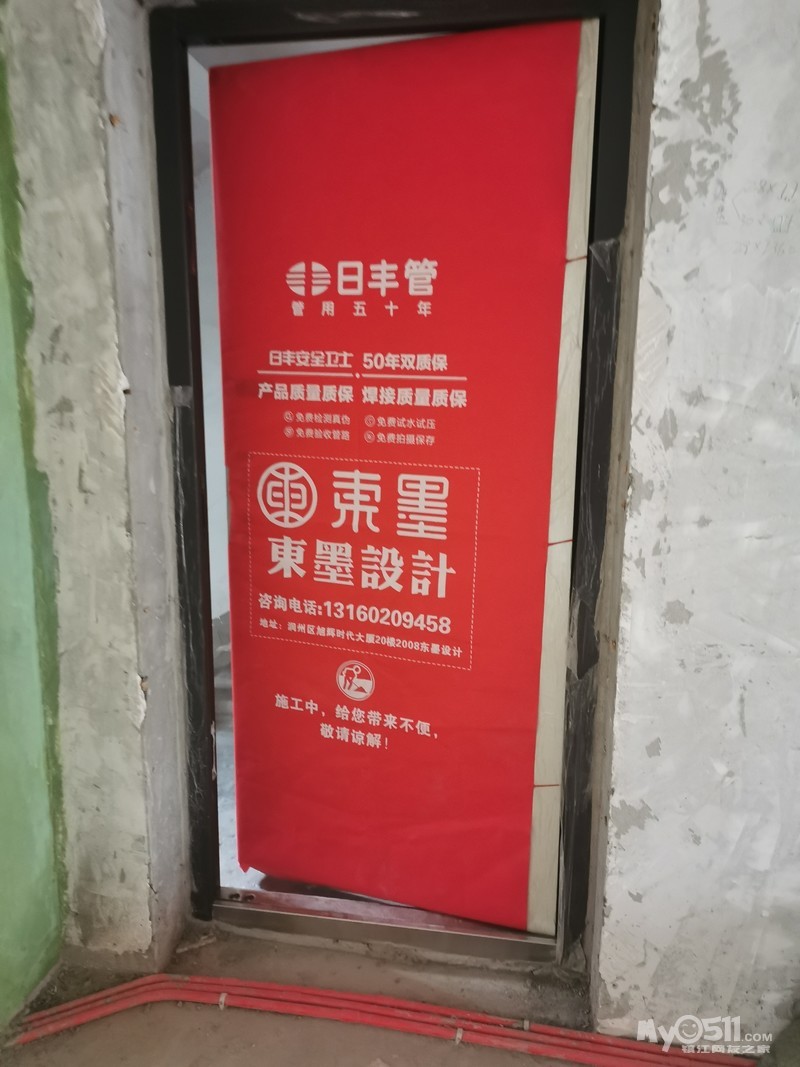 日丰管
管用五十年
日丰安全卫士 50年双质保
产品质量质保 焊接质量质保
免费检测真伪 免费试水试压
免费验收管路 免费拍摄保存
東墨
東墨設計
咨询电话:13160209458
地址：润州区旭辉时代大厦20楼2008东墨设计
施工中，给您带来不便，
敬请谅解！
My0511.COM
镇江网友之家